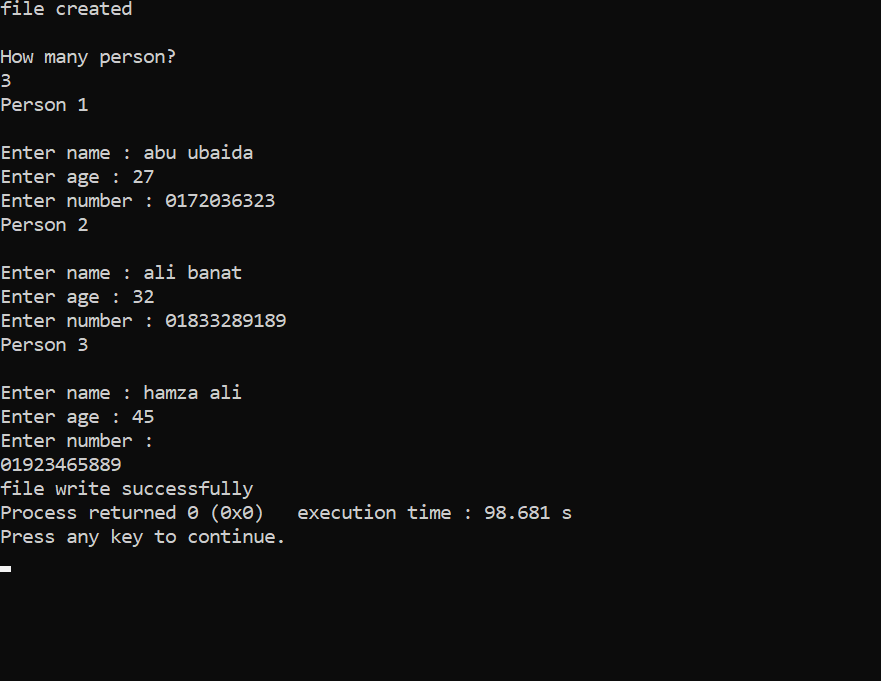 file created
How many person?
3
Person 1
Enter name : abu ubaida
Enter age : 27
Enter number : 0172036323
Person 2
Enter name : ali banat
Enter age : 32
Enter number : 01833289189
Person 3
Enter name : hamza ali
Enter age : 45
Enter number :
01923465889
file write successfully
Process returned 0 (0x0)   execution time : 98.681 s
Press any key to continue.